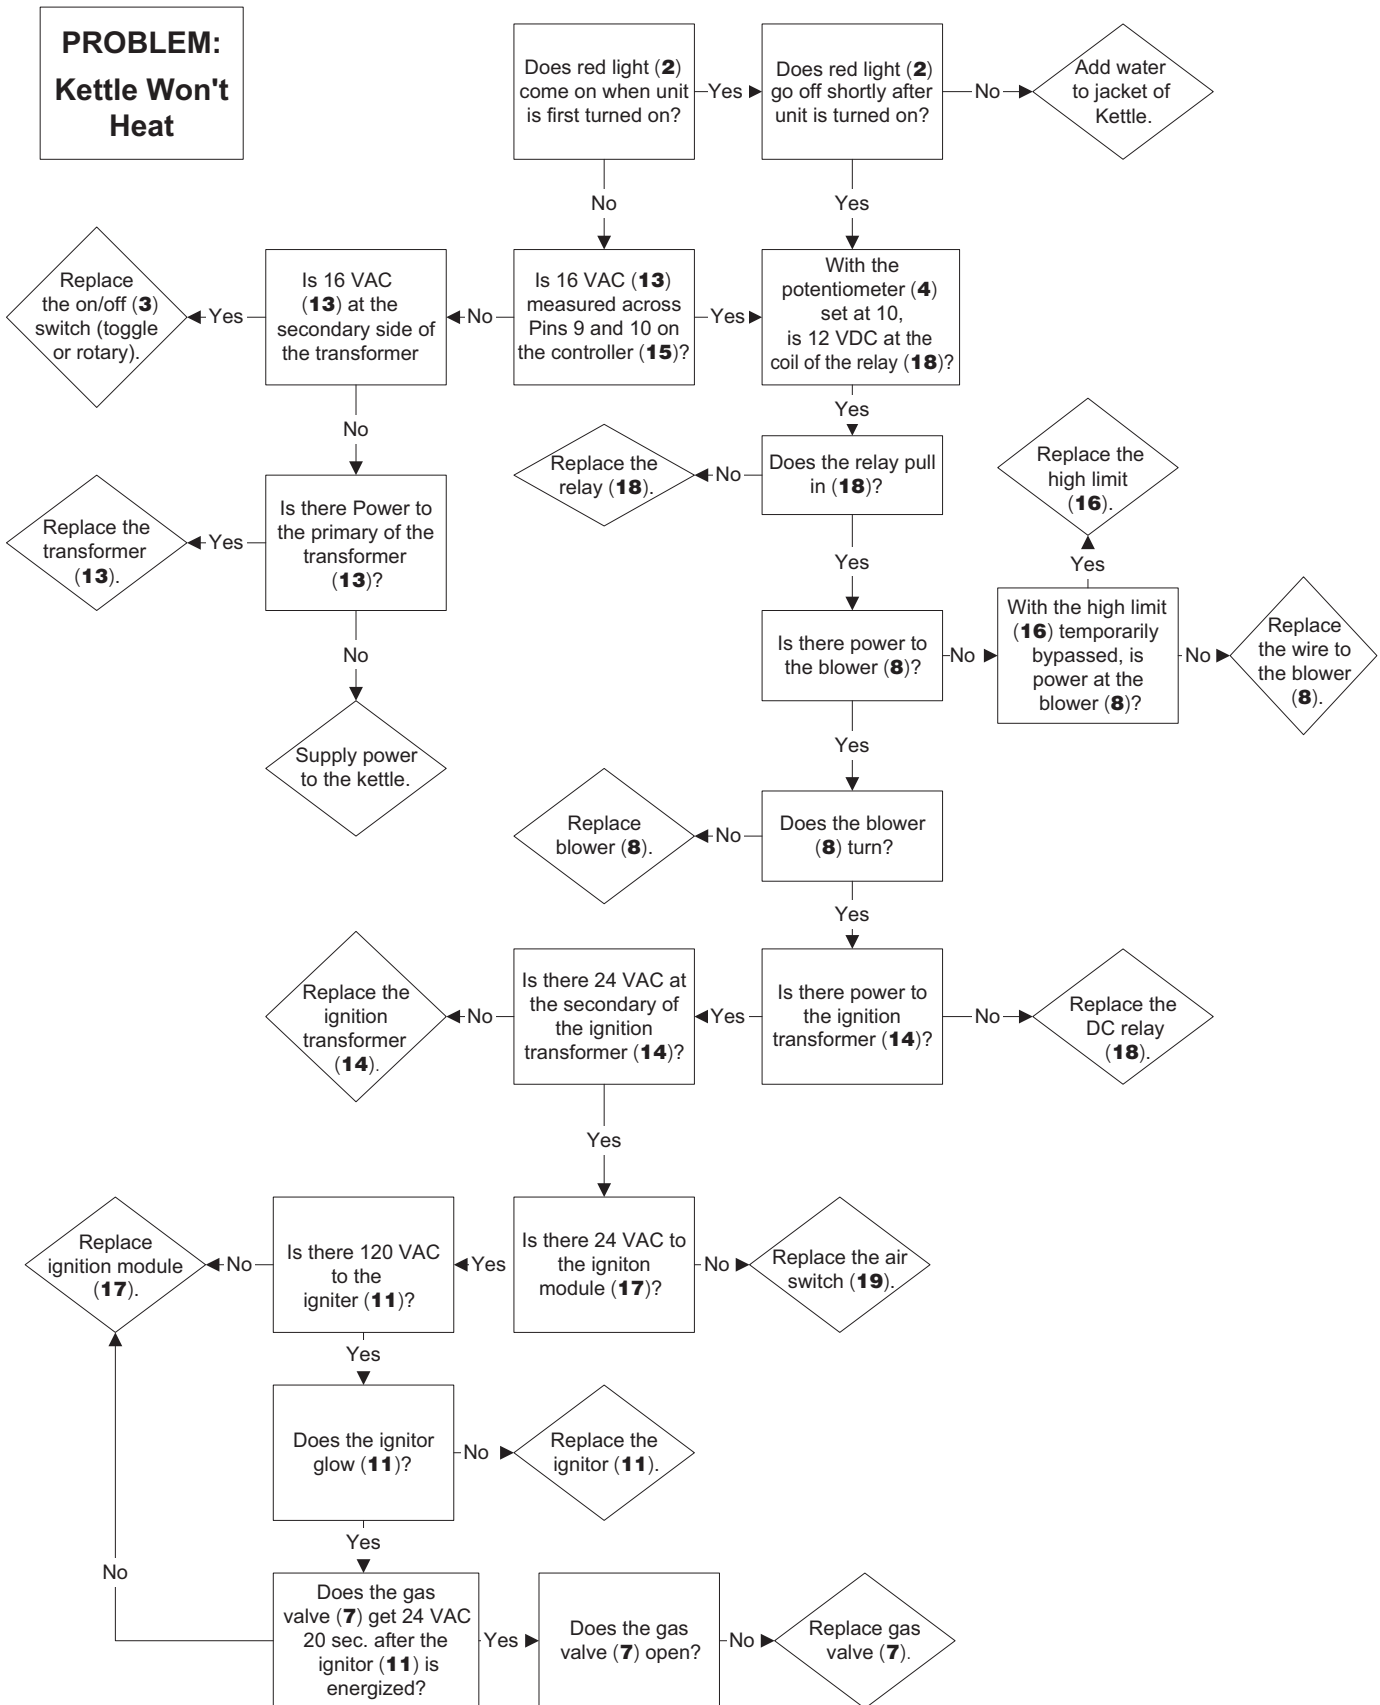 PROBLEM:
Kettle Won't
Heat
Does red light (2)
come on when unit
is first turned on?
Yes
Does red light (2)
go off shortly after
unit is turned on?
No
Add water
to jacket of
Kettle.
No
Yes
Replace
the on/off (3)
switch (toggle
or rotary).
Yes
Is 16 VAC
(13) at the
secondary side of
the transformer
No
Is 16 VAC (13)
measured across
Pins 9 and 10 on
the controller (15)?
Yes
With the
potentiometer (4)
set at 10,
is 12 VDC at the
coil of the relay (18)?
No
Yes
Replace the
relay (18).
No
Does the relay pull
in (18)?
Replace the
high limit
(16).
Replace the
transformer
(13).
Yes
Is there Power to
the primary of the
transformer
(13)?
Yes
Yes
No
Is there power to
the blower (8)?
No
With the high limit
(16) temporarily
bypassed, is
power at the
blower (8)?
No
Replace
the wire to
the blower
(8).
Supply power
to the kettle.
Yes
Replace
blower (8).
No
Does the blower
(8) turn?
Yes
Replace the
ignition
transformer
(14).
No
Is there 24 VAC at
the secondary of
the ignition
transformer (14)?
Yes
Is there power to
the ignition
transformer (14)?
No
Replace the
DC relay
(18).
Yes
Replace
ignition module
(17).
No
Is there 120 VAC
to the
igniter (11)?
Yes
Is there 24 VAC to
the igniton
module (17)?
No
Replace the air
switch (19).
Yes
Does the ignitor
glow (11)?
No
Replace the
ignitor (11).
Yes
No
Does the gas
valve (7) get 24 VAC
20 sec. after the
ignitor (11) is
energized?
Yes
Does the gas
valve (7) open?
No
Replace gas
valve (7).